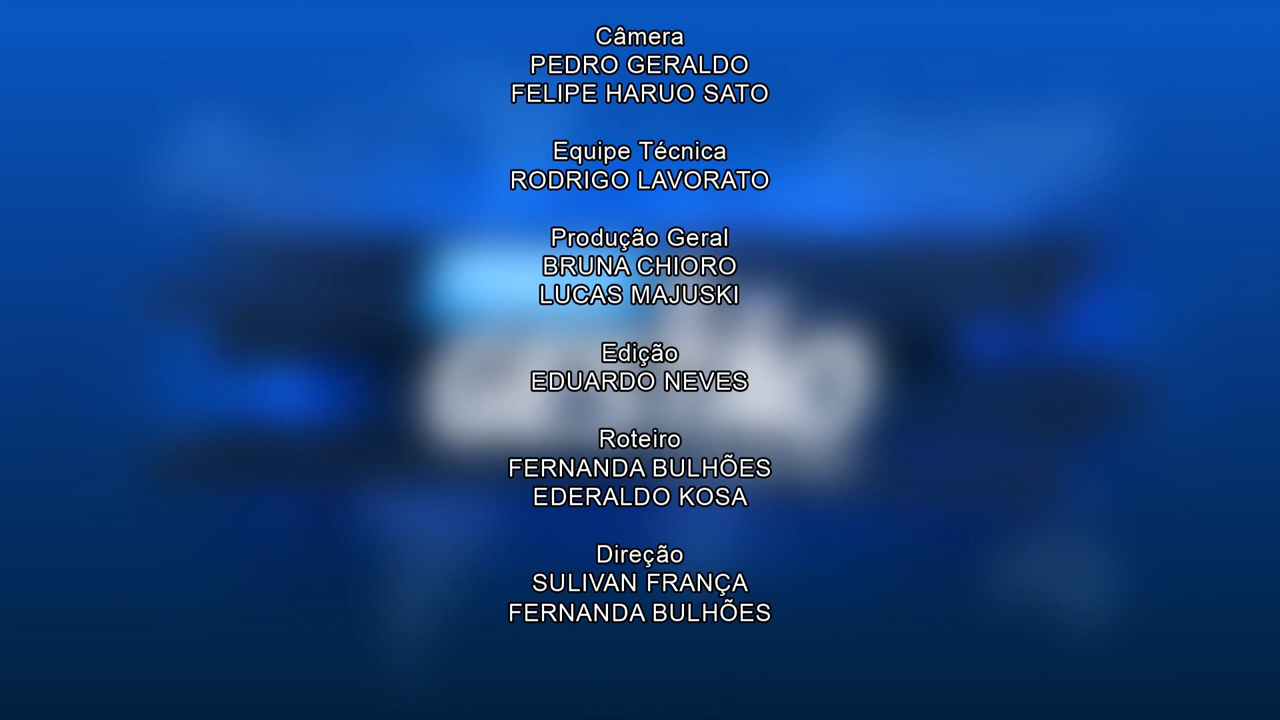 Câmera
PEDRO GERALDO
FELIPE HARUO SATO
Equipe Técnica
RODRIGO LAVORATO
Produção Geral
BRUNA CHIORO
LUCAS MAJUSKI
Edição
EDUARDO NEVES
Roteiro
FERNANDA BULHÕES
EDERALDO KOSA
Direção
SULIVAN FRANÇA
FERNANDA BULHÕES